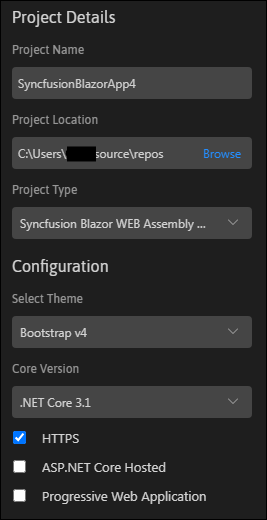 Project Details
Project Name
SyncfusionBlazorApp4
Project Location
C:\Users\ source\repos Browse
Project Type
Syncfusion Blazor WEB Assembly ...
Configuration
Select Theme
Bootstrap v4
Core Version
.NET Core 3.1
HTTPS
ASP.NET Core Hosted
Progressive Web Application